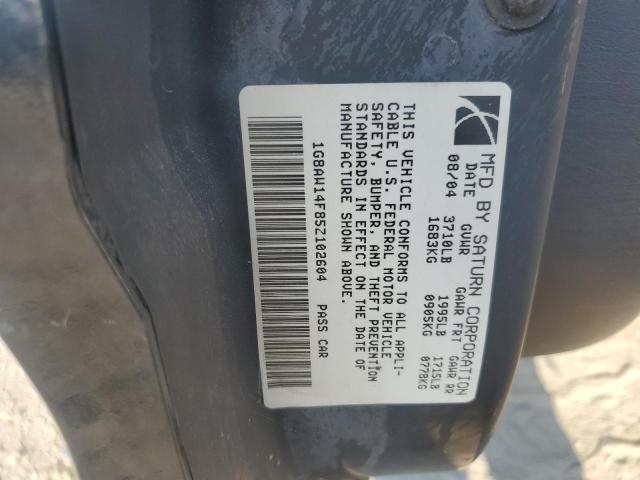 MFD BY SATURN CORPORATION
DATE GVWR GAWR FRT GAWR RR
08/04 3710LB 1995LB 1715LB
1683KG 0905KG 0778KG
THIS VEHICLE CONFORMS TO ALL APPLI-
CABLE U.S. FEDERAL MOTOR VEHICLE
SAFETY, BUMPER, AND THEFT PREVENTION
STANDARDS IN EFFECT ON THE DATE OF
MANUFACTURE SHOWN ABOVE.
1G8AW14F85Z102604 PASS CAR